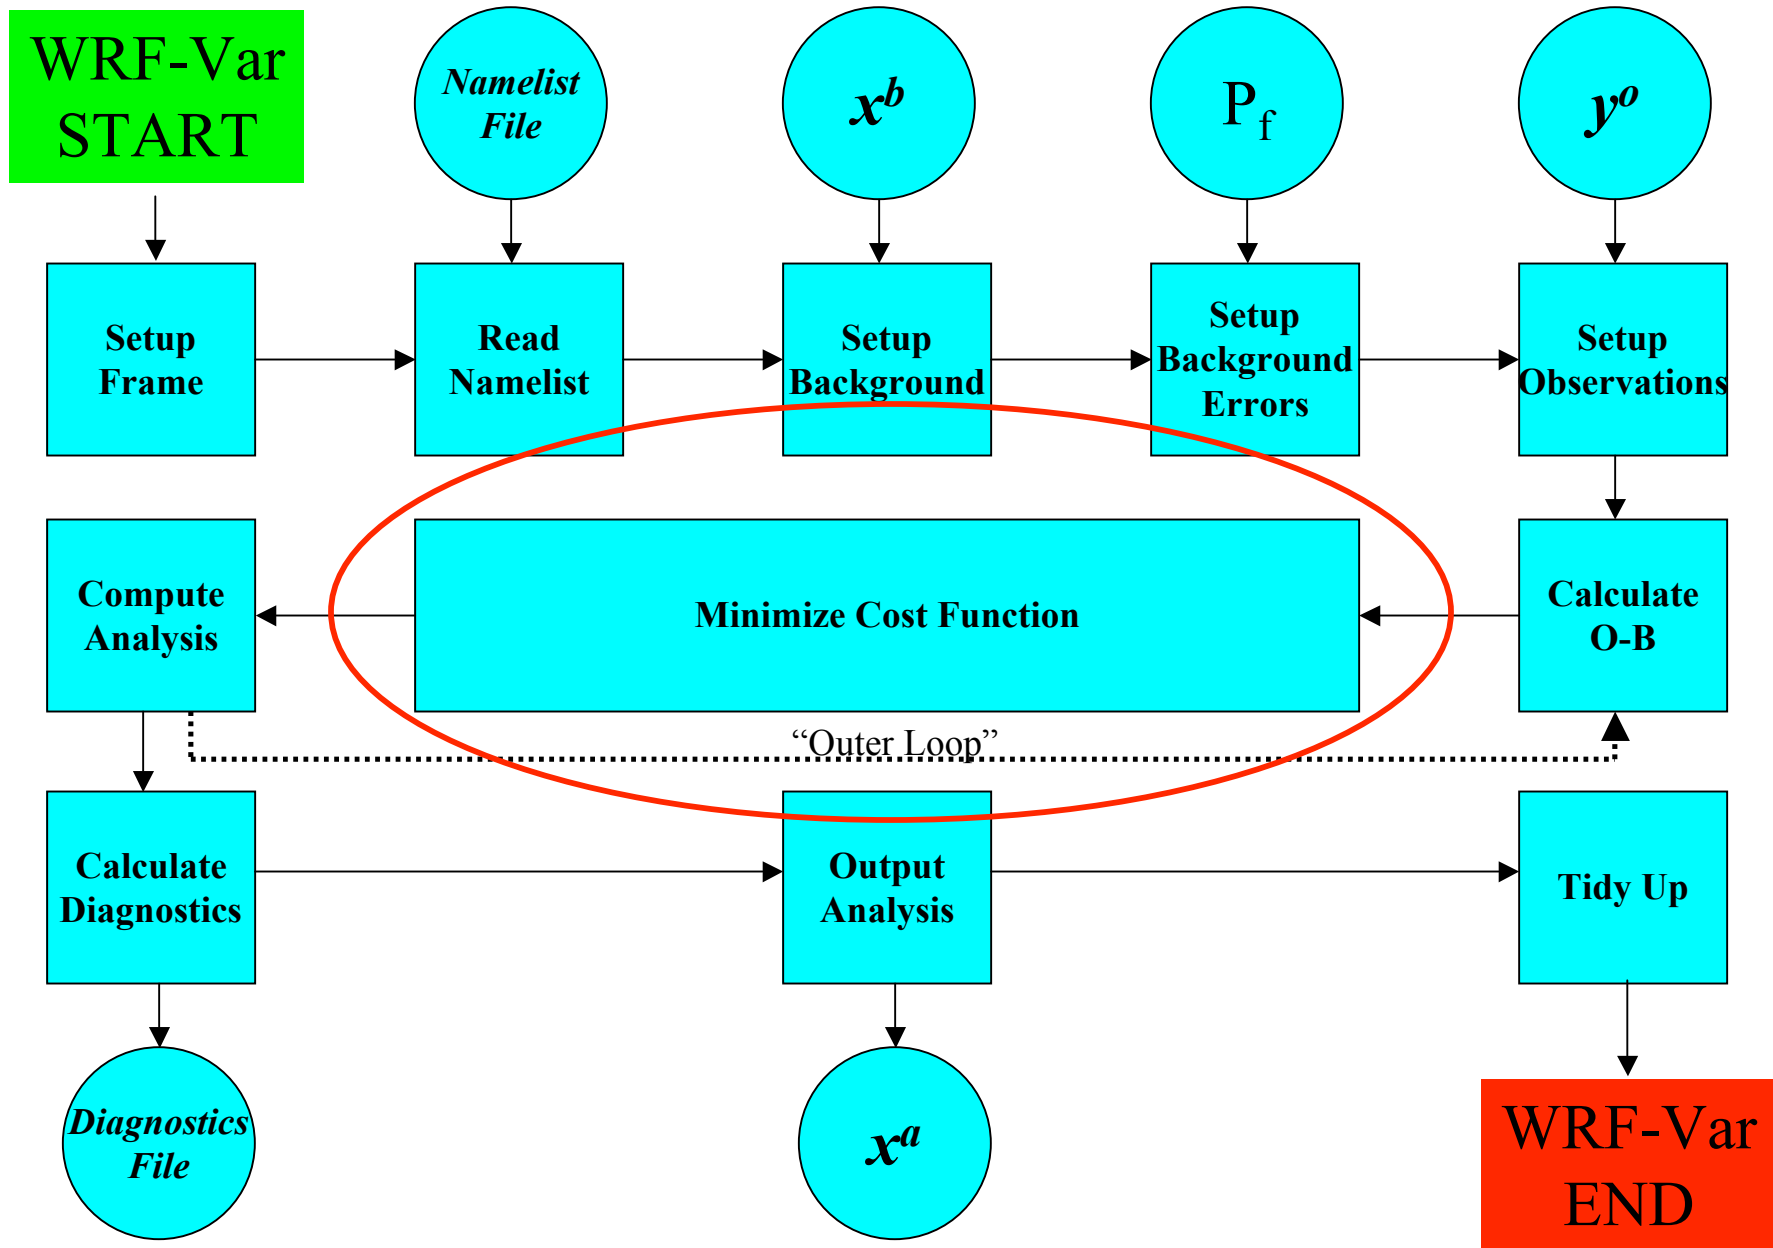 WRF-Var
START
Namelist
File
x^b
P_f
y^o
Setup
Frame
Read
Namelist
Setup
Background
Setup
Background
Errors
Setup
Observations
Compute
Analysis
Minimize Cost Function
Calculate
O-B
“Outer Loop”
Calculate
Diagnostics
Output
Analysis
Tidy Up
Diagnostics
File
x^a
WRF-Var
END